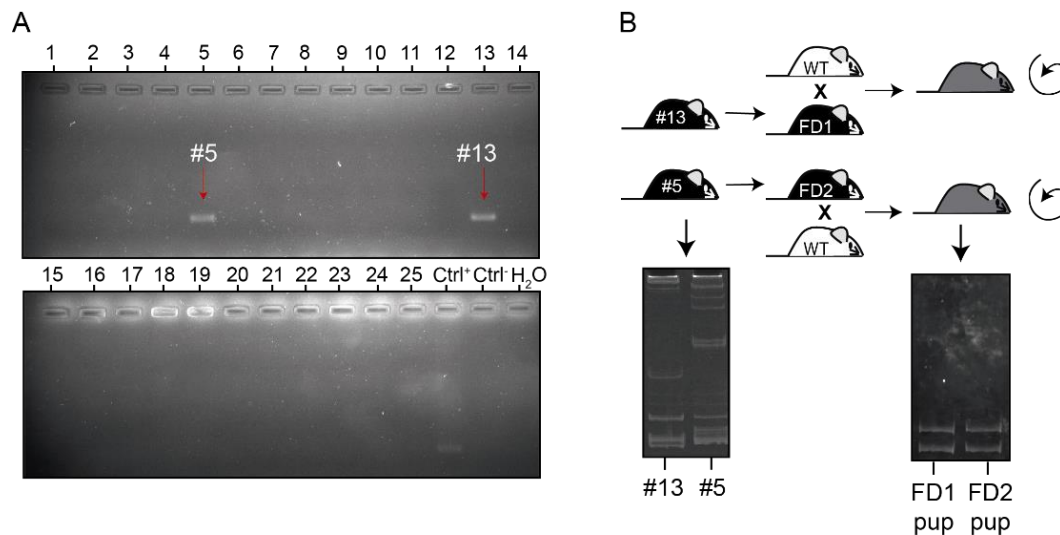 A
1 2 3 4 5 6 7 8 9 10 11 12 13 14
#5 #13
15 16 17 18 19 20 21 22 23 24 25 Ctrl⁺ Ctrl⁻ H₂O
B
WT
X
#13 FD1
#5 FD2
X
WT
#13 #5
FD1 pup
FD2 pup